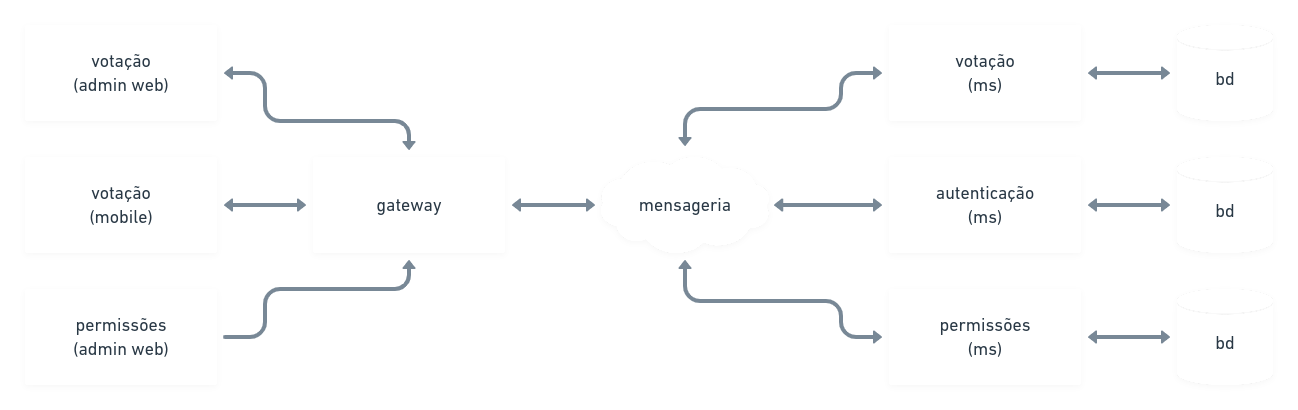 votação
(admin web)
votação
(mobile)
permissões
(admin web)
gateway
mensageria
votação
(ms)
autenticação
(ms)
permissões
(ms)
bd
bd
bd